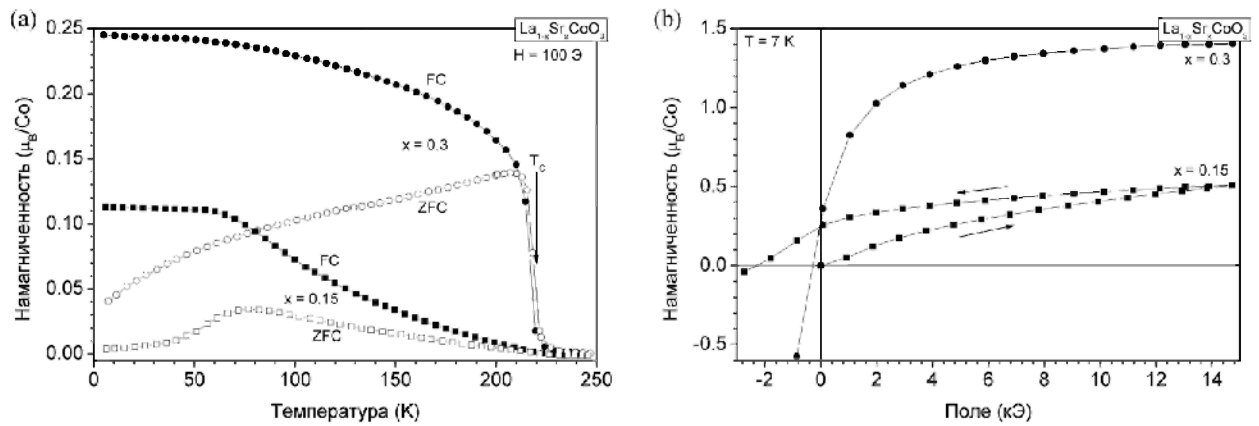 (a)
La₁₋ₓSrₓCoO₃
H = 100 Э
FC
x = 0.3
T_C
ZFC
FC
x = 0.15
ZFC
Намагниченность (μ_B/Co)
0.25
0.20
0.15
0.10
0.05
0.00
0
50
100
150
200
250
Температура (К)
(b)
T = 7 K
La₁₋ₓSrₓCoO₃
x = 0.3
x = 0.15
Намагниченность (μ_B/Co)
1.5
1.0
0.5
0.0
-0.5
-2
0
2
4
6
8
10
12
14
Поле (кЭ)